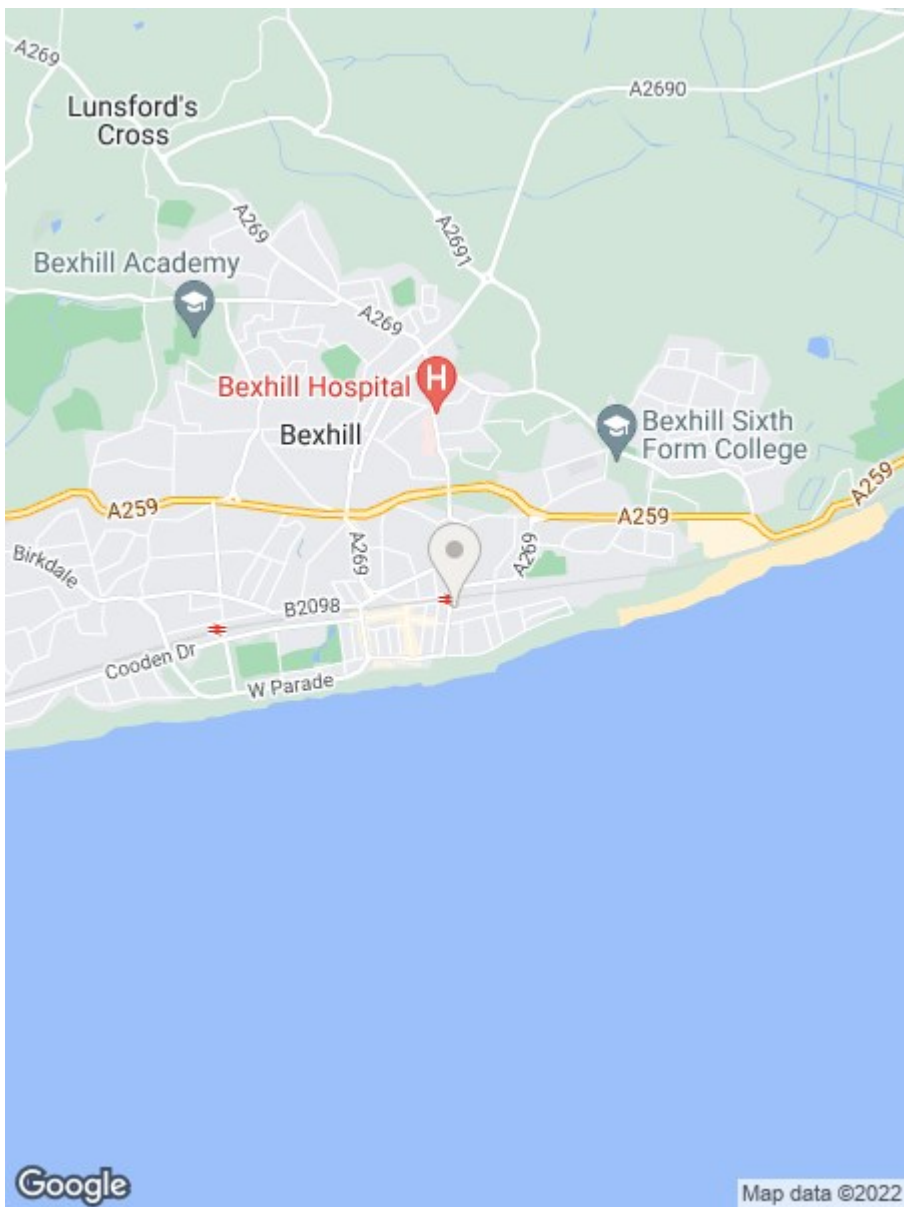 A269
A2690
Lunsford's
Cross
A269
A2691
Bexhill Academy
A269
Bexhill Hospital
H
Bexhill
Bexhill Sixth
Form College
A259
A259
A259
Birkdale
A269
A269
B2098
Cooden Dr
W Parade
Google
Map data ©2022